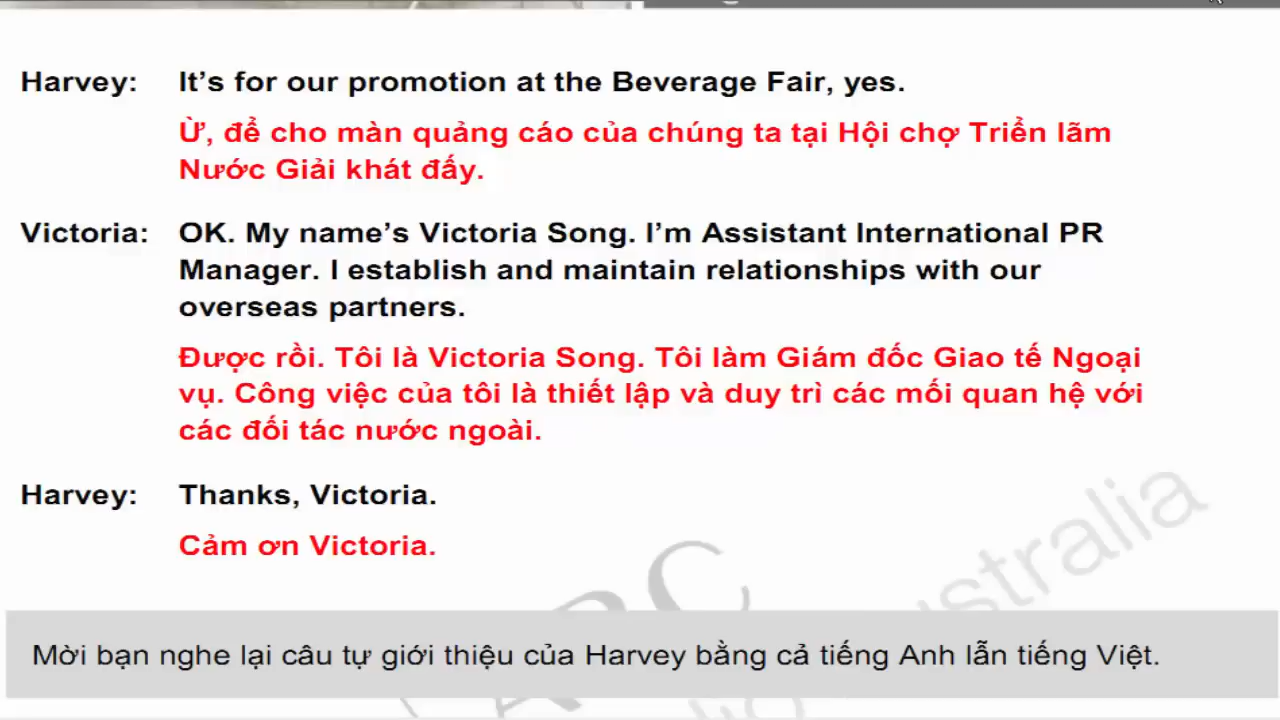 Harvey: It’s for our promotion at the Beverage Fair, yes.
Ừ, để cho màn quảng cáo của chúng ta tại Hội chợ Triển lãm
Nước Giải khát đấy.
Victoria: OK. My name’s Victoria Song. I’m Assistant International PR
Manager. I establish and maintain relationships with our
overseas partners.
Được rồi. Tôi là Victoria Song. Tôi làm Giám đốc Giao tế Ngoại
vụ. Công việc của tôi là thiết lập và duy trì các mối quan hệ với
các đối tác nước ngoài.
Harvey: Thanks, Victoria.
Cảm ơn Victoria.
Mời bạn nghe lại câu tự giới thiệu của Harvey bằng cả tiếng Anh lẫn tiếng Việt.